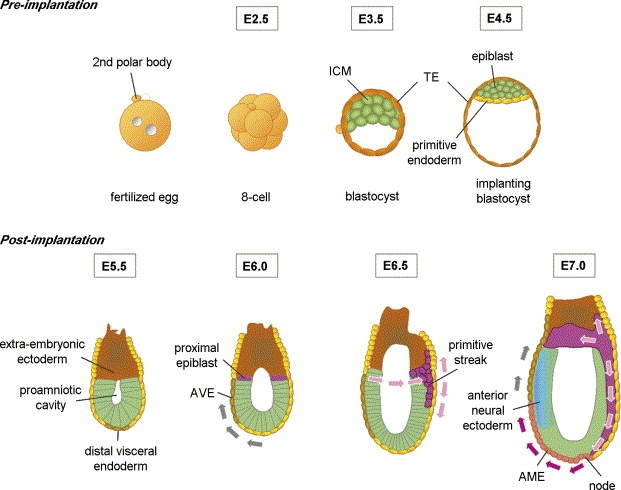 Pre-implantation
E2.5
E3.5
E4.5
2nd polar body
ICM
TE
epiblast
primitive
endoderm
fertilized egg
8-cell
blastocyst
implanting
blastocyst
Post-implantation
E5.5
E6.0
E6.5
E7.0
extra-embryonic
ectoderm
proamniotic
cavity
distal visceral
endoderm
proximal
epiblast
AVE
primitive
streak
anterior
neural
ectoderm
AME
node